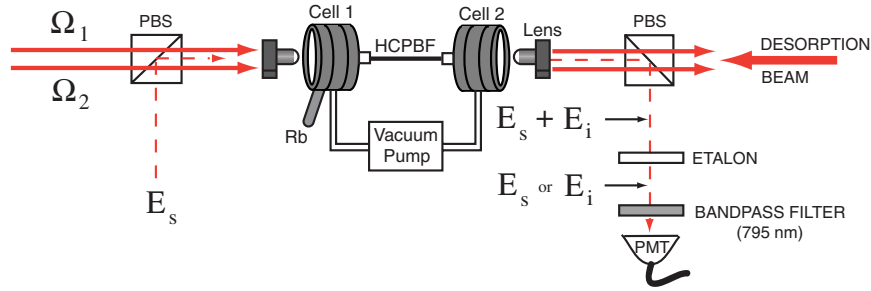 Ω1
PBS
Cell 1
HCPBF
Cell 2
Lens
PBS
DESORPTION
BEAM
Ω2
Rb
Vacuum
Pump
Es + Ei
ETALON
Es
Es or Ei
BANDPASS FILTER
(795 nm)
PMT